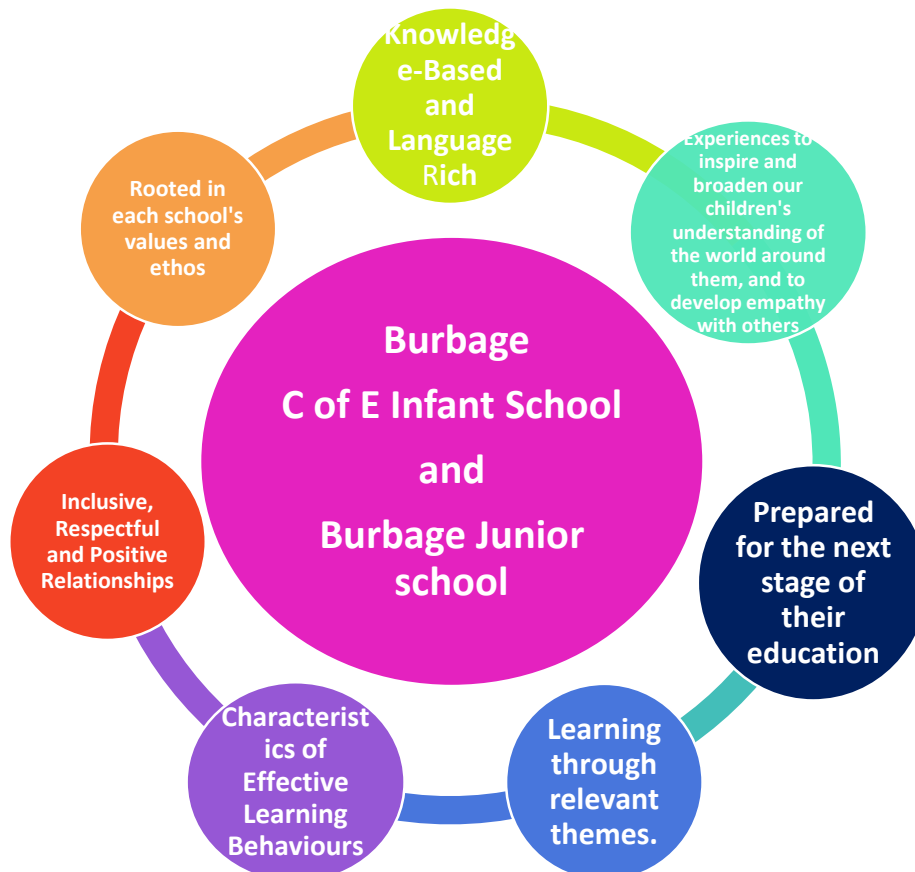 Knowledg
e-Based
and
Language
Rich
Experiences to
inspire and
broaden our
children's
understanding of
the world around
them, and to
develop empathy
with others
Prepared
for the next
stage of
their
education
Learning
through
relevant
themes.
Characterist
ics of
Effective
Learning
Behaviours
Inclusive,
Respectful
and Positive
Relationships
Rooted in
each school's
values and
ethos
Burbage
C of E Infant School
and
Burbage Junior
school